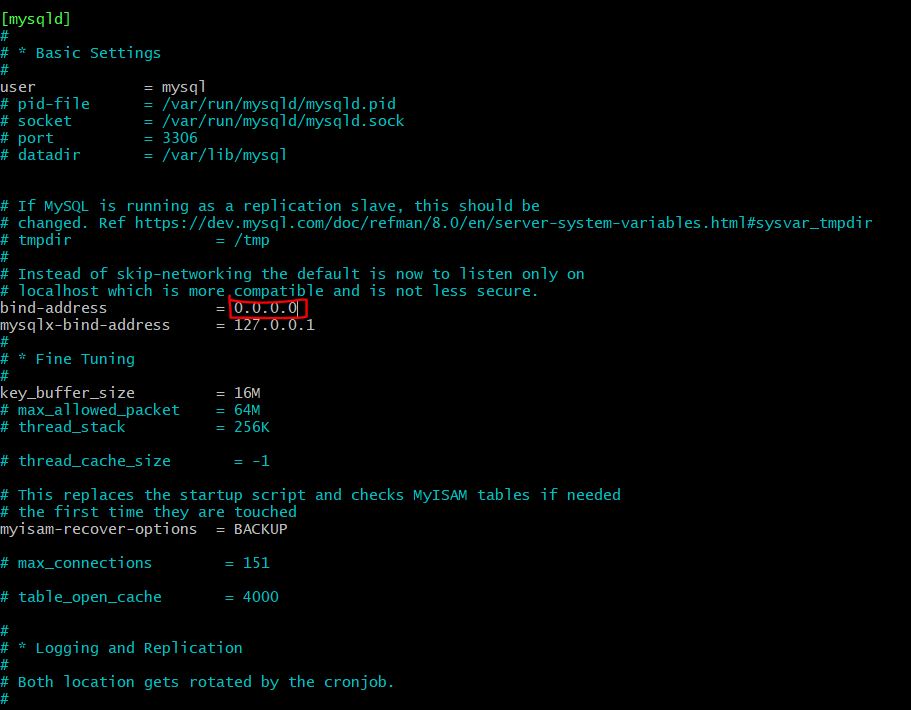 [mysqld]
#
# * Basic Settings
#
user            = mysql
# pid-file      = /var/run/mysqld/mysqld.pid
# socket        = /var/run/mysqld/mysqld.sock
# port          = 3306
# datadir       = /var/lib/mysql
# If MySQL is running as a replication slave, this should be
# changed. Ref https://dev.mysql.com/doc/refman/8.0/en/server-system-variables.html#sysvar_tmpdir
# tmpdir                = /tmp
#
# Instead of skip-networking the default is now to listen only on
# localhost which is more compatible and is not less secure.
bind-address            = 0.0.0.0
mysqlx-bind-address     = 127.0.0.1
#
# * Fine Tuning
#
key_buffer_size         = 16M
# max_allowed_packet    = 64M
# thread_stack          = 256K
# thread_cache_size       = -1
# This replaces the startup script and checks MyISAM tables if needed
# the first time they are touched
myisam-recover-options  = BACKUP
# max_connections        = 151
# table_open_cache       = 4000
#
# * Logging and Replication
#
# Both location gets rotated by the cronjob.
#